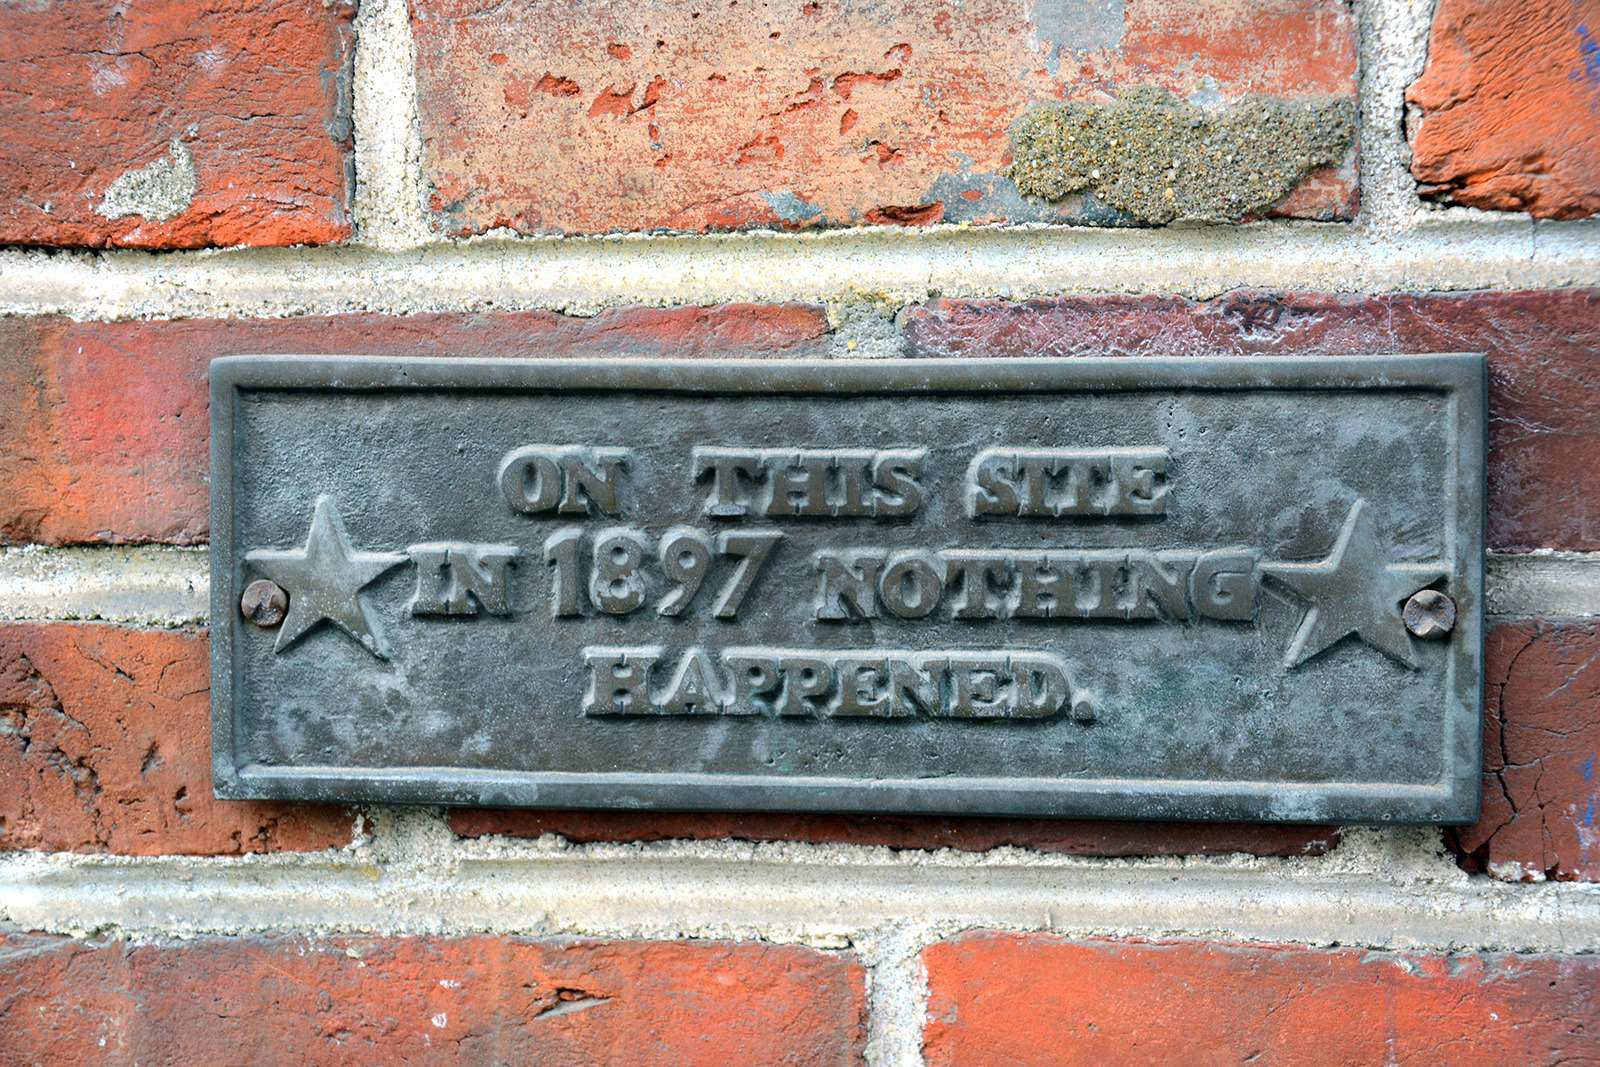 ON THIS SITE
IN 1897 NOTHING
HAPPENED.